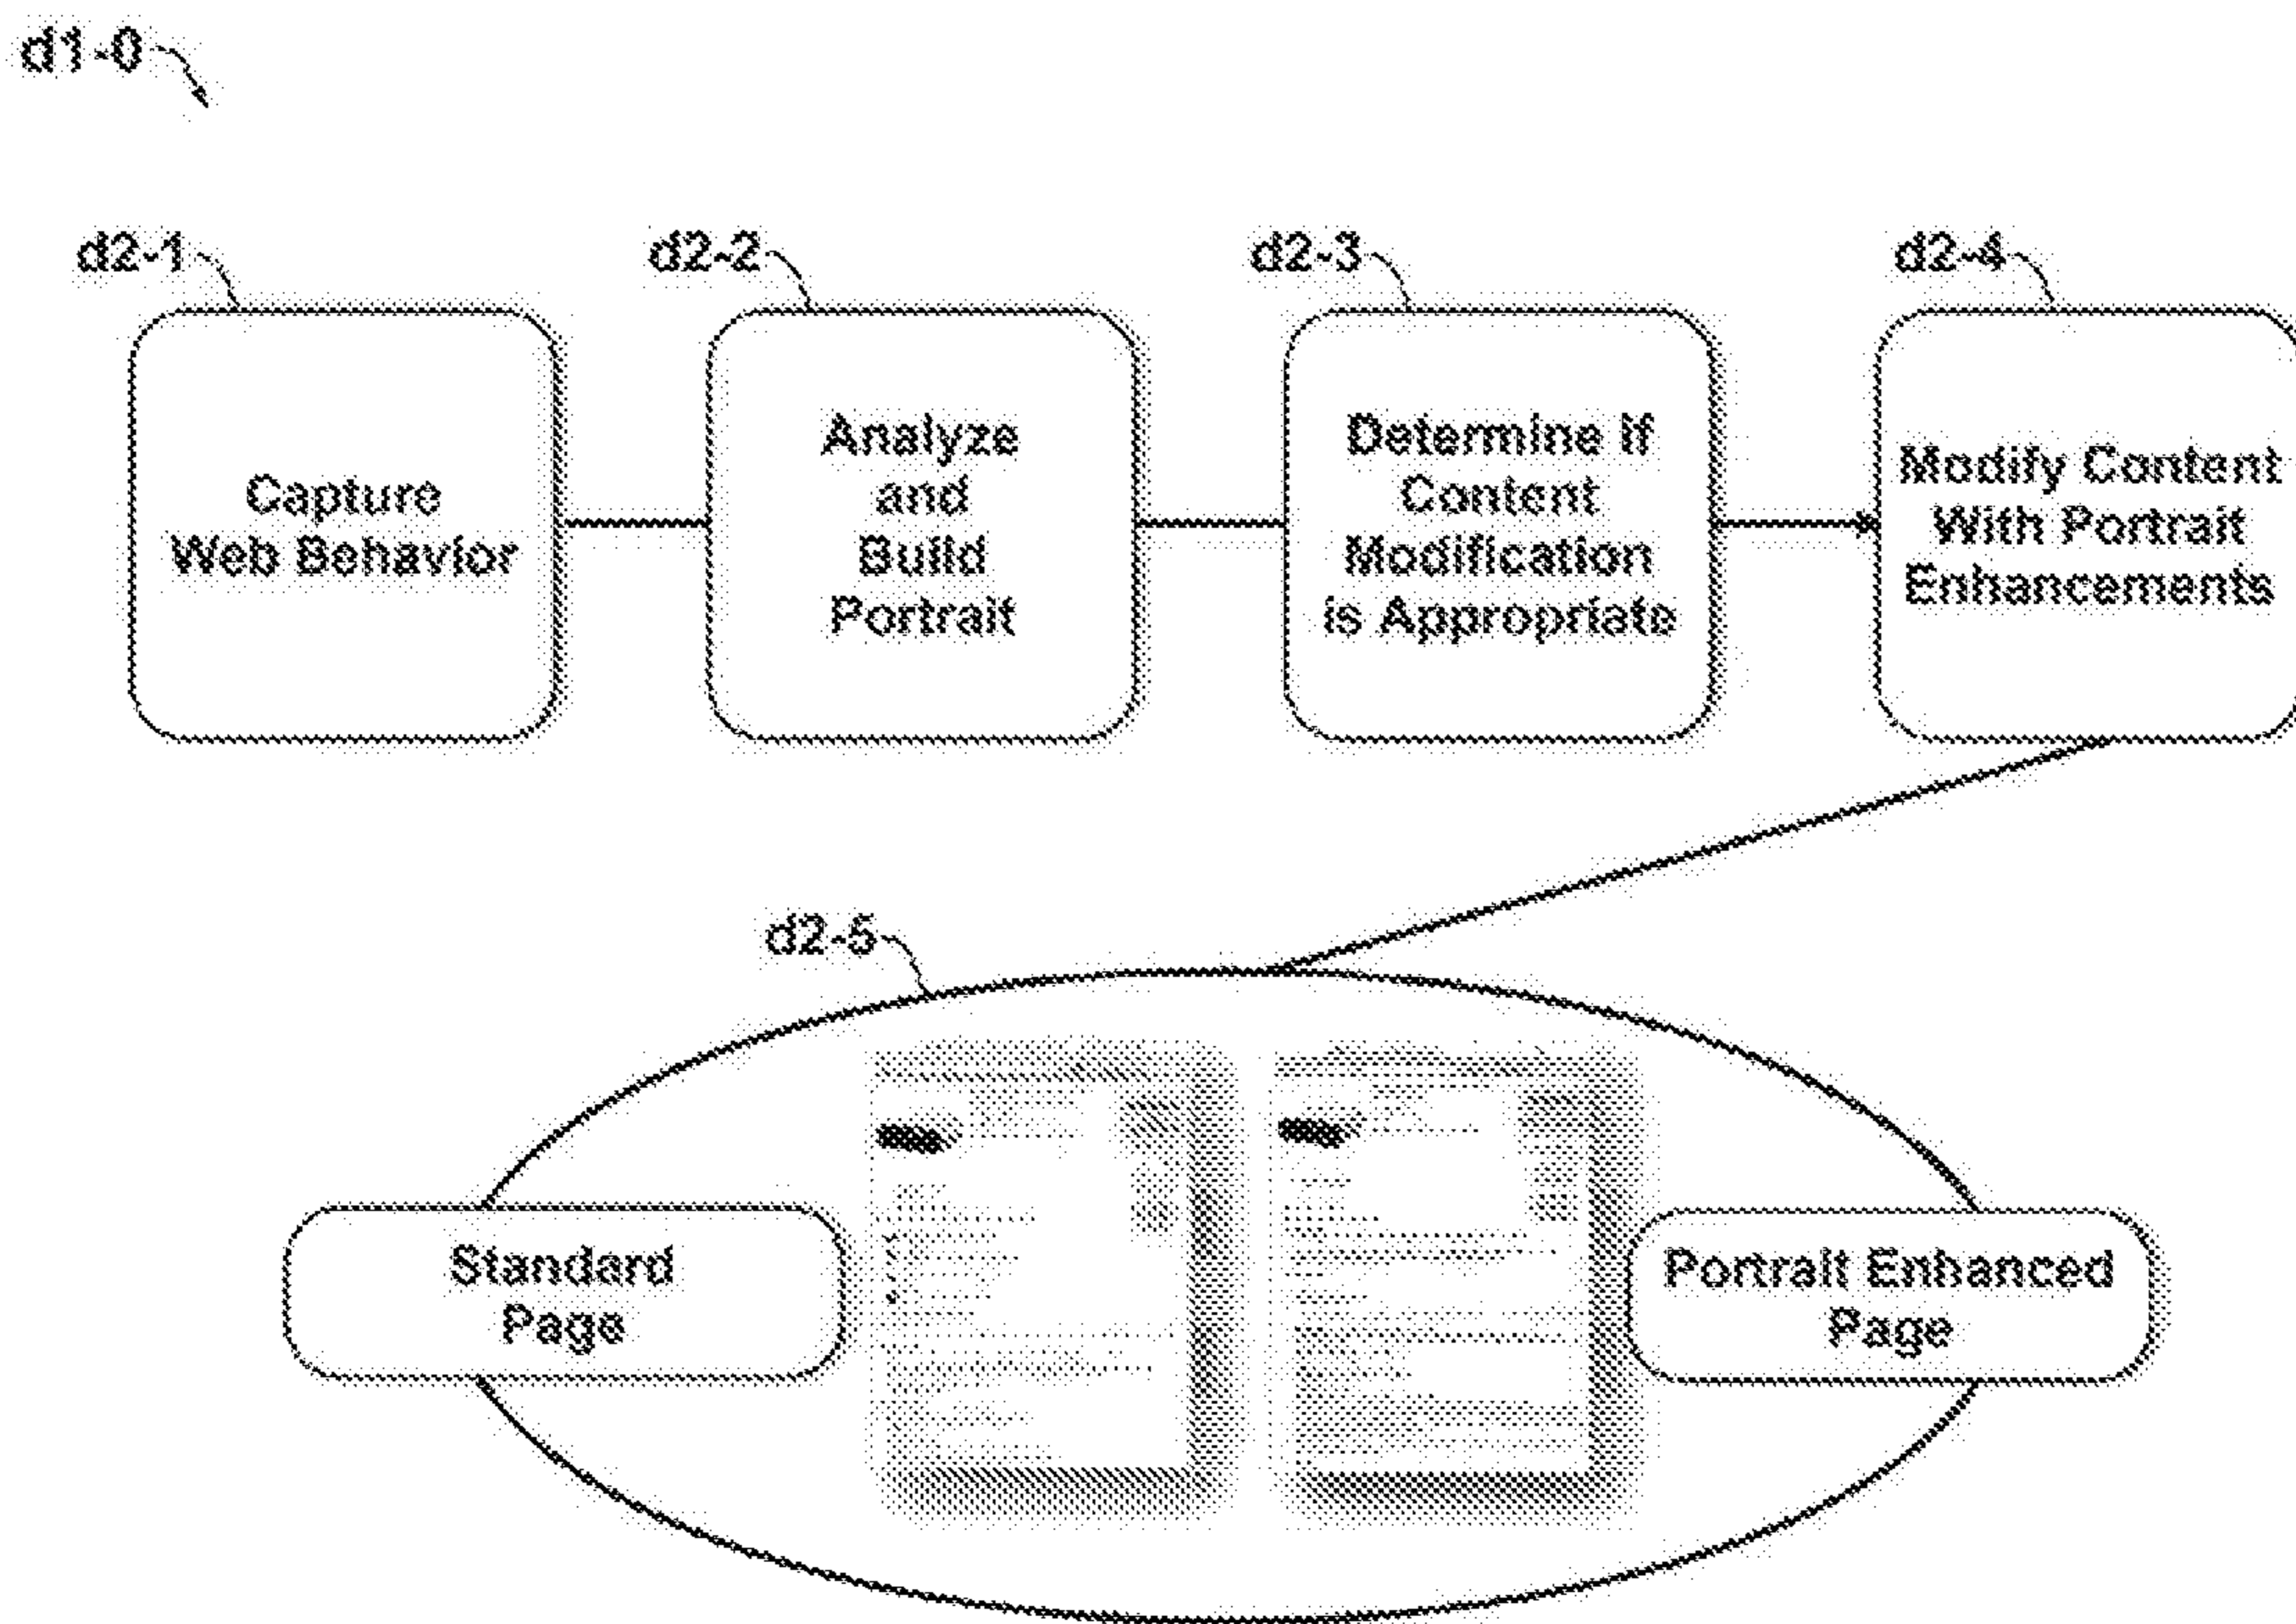 d1-0
d2-1
d2-2
d2-3
d2-4
Capture
Web Behavior
Analyze
and
Build
Portrait
Determine If
Content
Modification
is Appropriate
Modify Content
With Portrait
Enhancements
d2-5
Standard
Page
Portrait Enhanced
Page